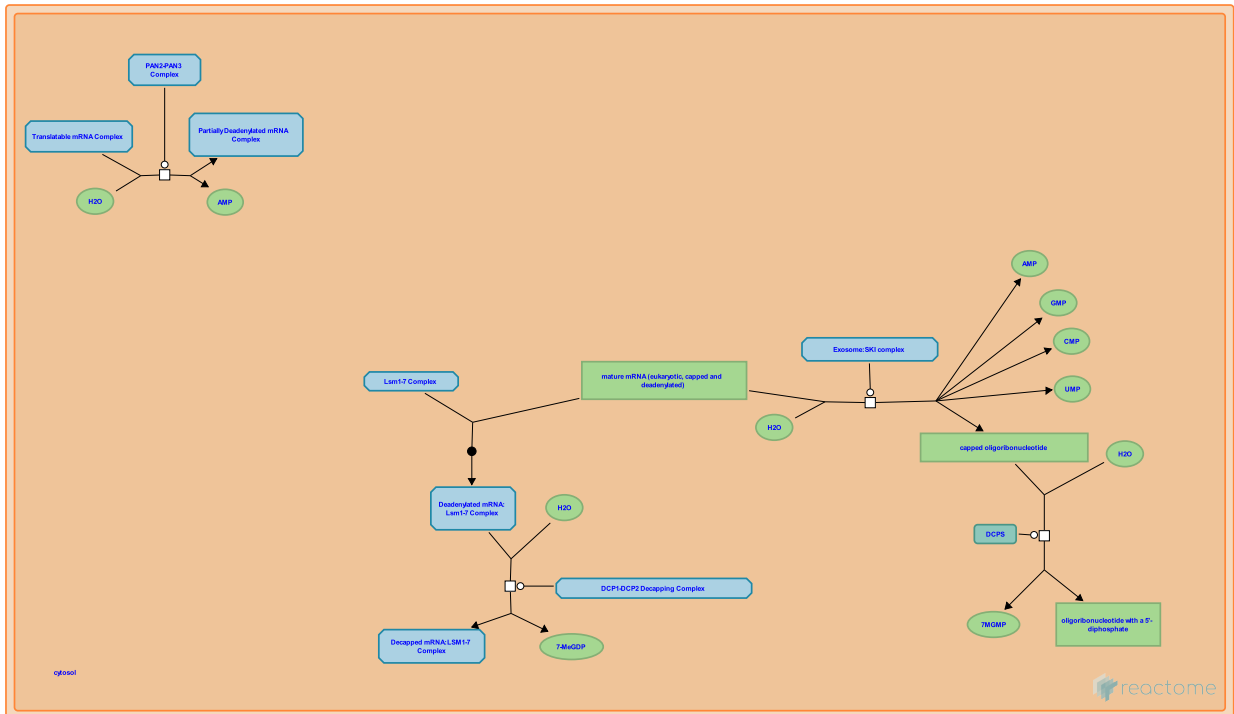 PAN2-PAN3
Complex
Translatable mRNA Complex
Partially Deadenylated mRNA
Complex
H2O
AMP
AMP
GMP
CMP
UMP
Exosome:SKI complex
mature mRNA (eukaryotic, capped and
deadenylated)
Lsm1-7 Complex
H2O
capped oligoribonucleotide
H2O
Deadenylated mRNA:
Lsm1-7 Complex
H2O
DCPS
DCP1-DCP2 Decapping Complex
7MGMP
oligoribonucleotide with a 5'-
diphosphate
Decapped mRNA:LSM1-7
Complex
7-MeGDP
cytosol
reactome